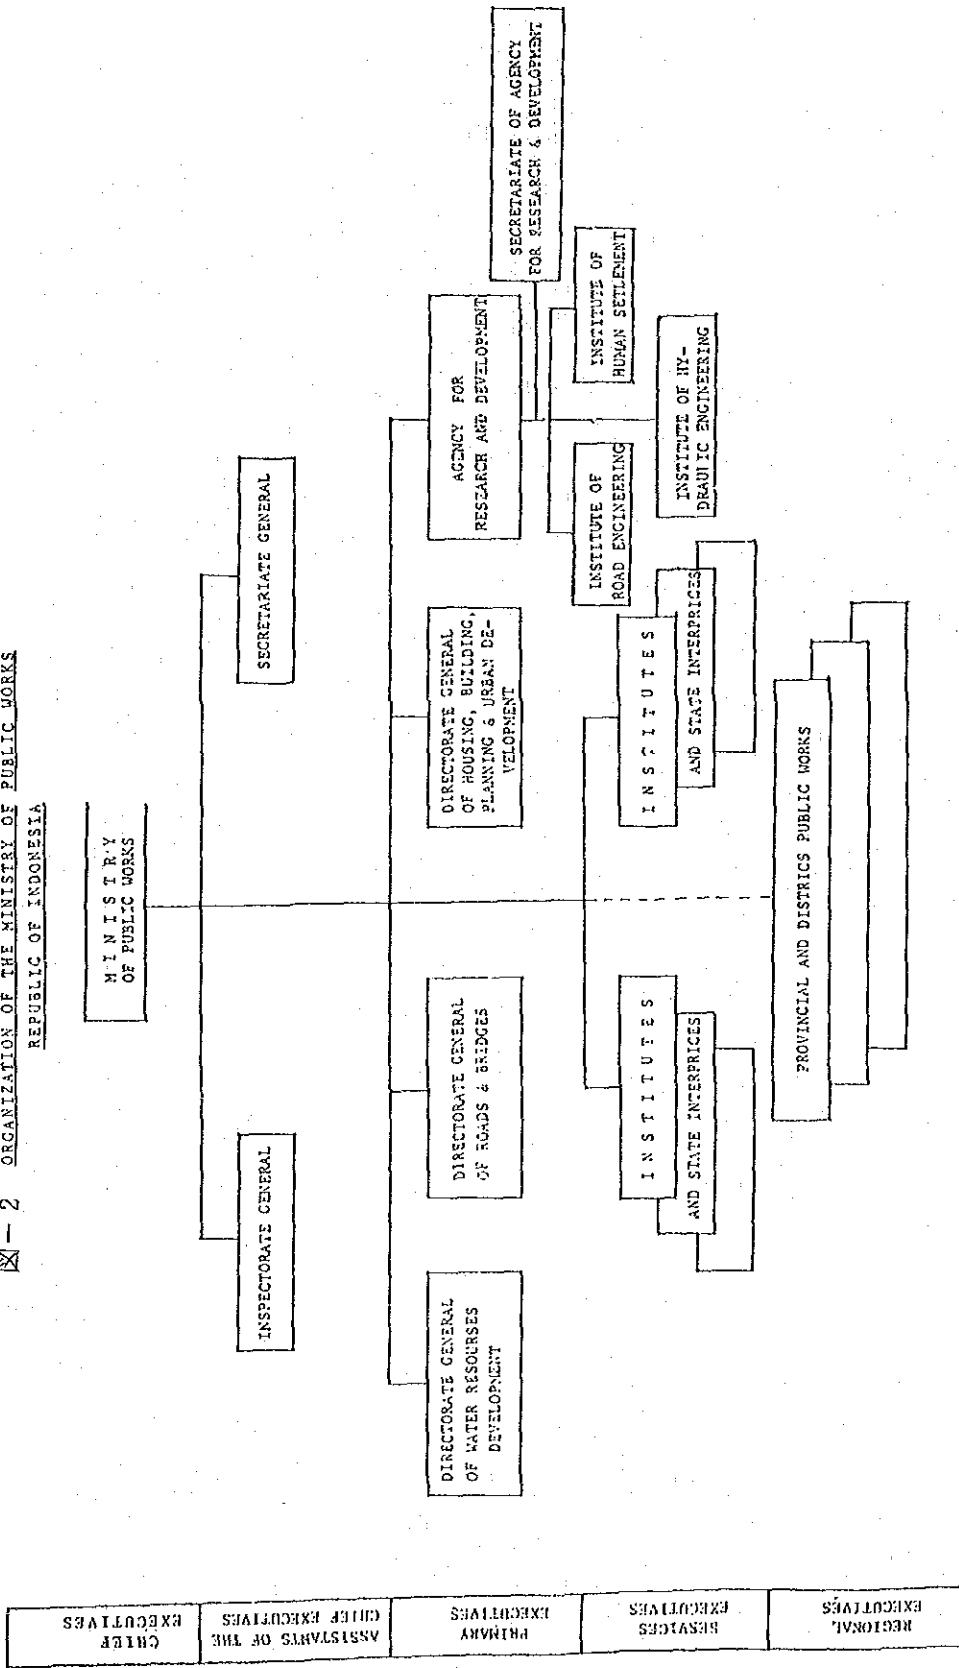 図-2 ORGANIZATION OF THE MINISTRY OF PUBLIC WORKS
REPUBLIC OF INDONESIA
MINISTRY
OF PUBLIC WORKS
INSPECTORATE GENERAL
SECRETARIATE GENERAL
DIRECTORATE GENERAL
OF WATER RESOURSES
DEVELOPMENT
DIRECTORATE GENERAL
OF ROADS & BRIDGES
DIRECTORATE GENERAL
OF HOUSING, BUILDING,
PLANNING & URBAN DE-
VELOPMENT
AGENCY FOR
RESEARCH AND DEVELOPMENT
SECRETARIATE OF AGENCY
FOR RESEARCH & DEVELOPMENT
INSTITUTE OF
ROAD ENGINEERING
INSTITUTE OF
HUMAN SETLEMENT
INSTITUTE OF HY-
DRAULIC ENGINEERING
INSTITUTES
AND STATE INTERPRICES
INSTITUTES
AND STATE INTERPRICES
PROVINCIAL AND DISTRICTS PUBLIC WORKS
CHIEF
EXECUTIVES
ASSISTANTS OF THE
CHIEF EXECUTIVES
PRIMARY
EXECUTIVES
SERVICES
EXECUTIVES
REGIONAL
EXECUTIVES